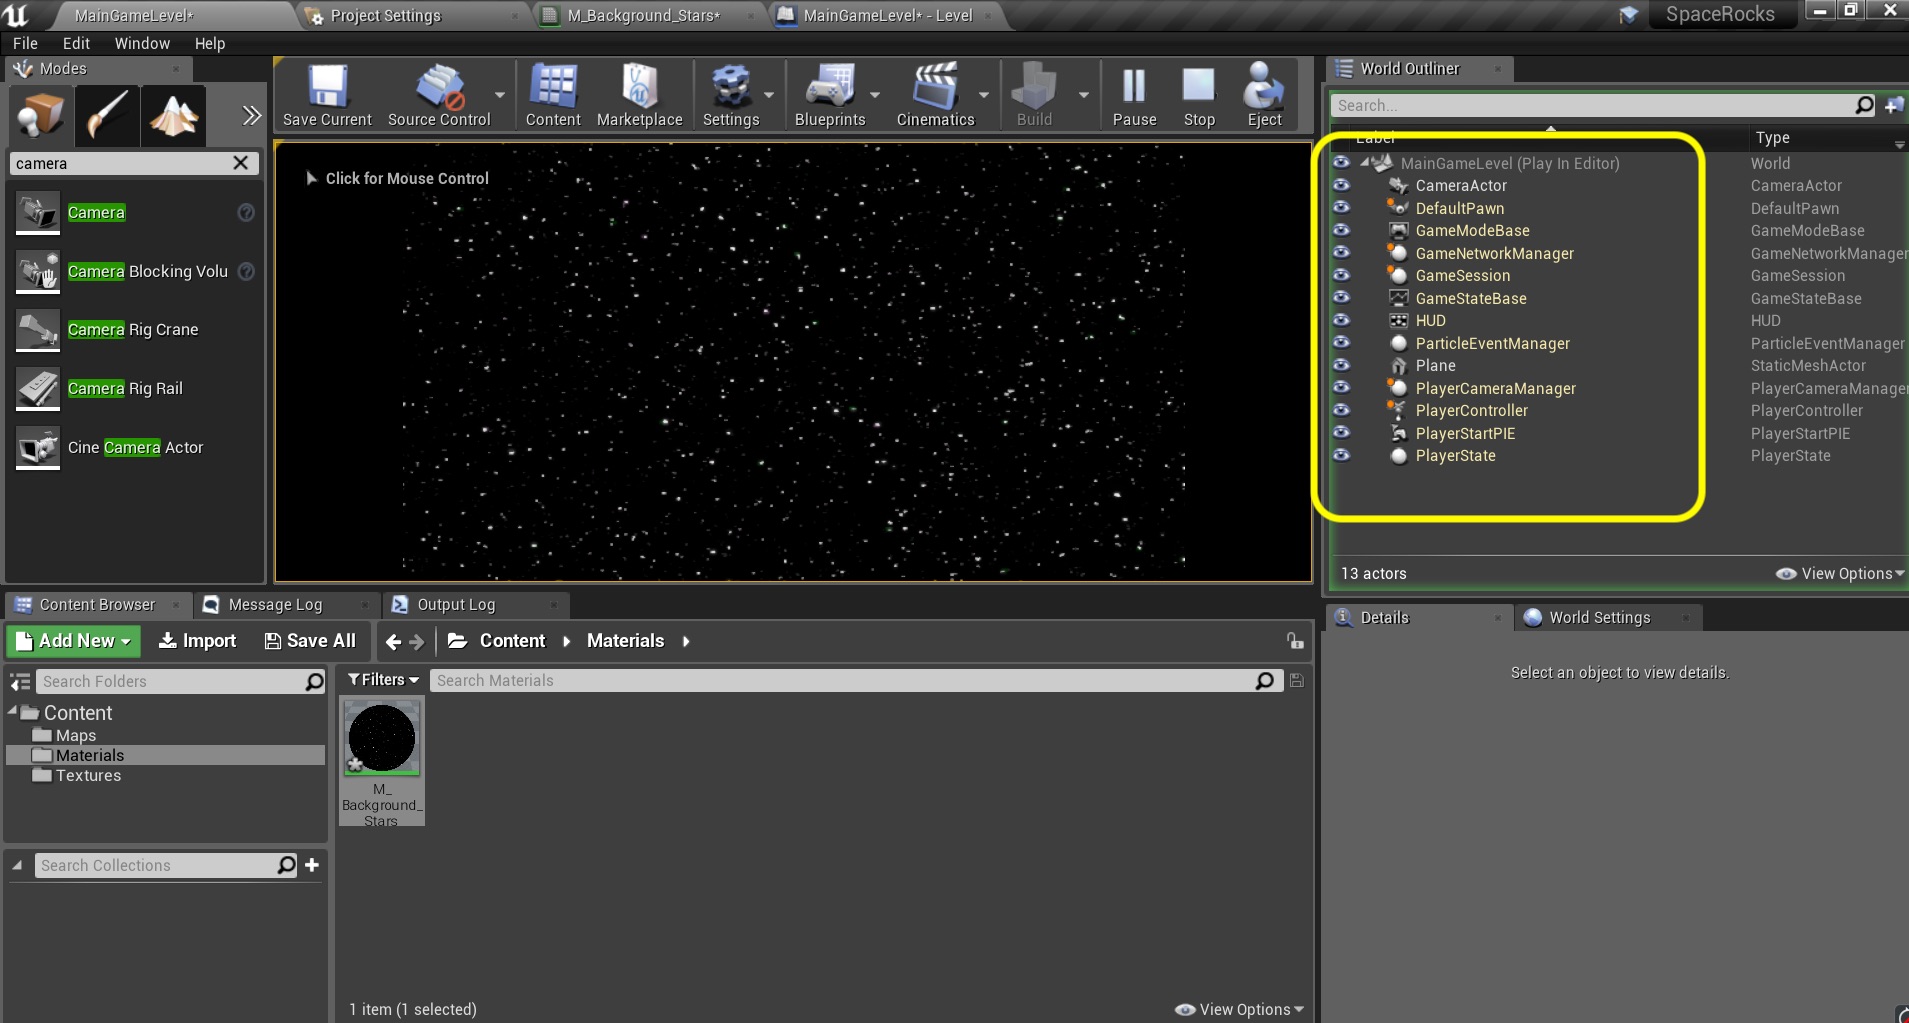 MainGameLevel*
Project Settings
M_Background_Stars*
MainGameLevel* - Level
SpaceRocks
File Edit Window Help
Modes
camera
Camera
Camera Blocking Volu
Camera Rig Crane
Camera Rig Rail
Cine Camera Actor
Save Current
Source Control
Content
Marketplace
Settings
Blueprints
Cinematics
Build
Pause
Stop
Eject
Click for Mouse Control
World Outliner
Search...
Label Type
MainGameLevel (Play In Editor) World
CameraActor CameraActor
DefaultPawn DefaultPawn
GameModeBase GameModeBase
GameNetworkManager GameNetworkManager
GameSession GameSession
GameStateBase GameStateBase
HUD HUD
ParticleEventManager ParticleEventManager
Plane StaticMeshActor
PlayerCameraManager PlayerCameraManager
PlayerController PlayerController
PlayerStartPIE PlayerStartPIE
PlayerState PlayerState
13 actors
View Options
Content Browser
Message Log
Output Log
Add New
Import
Save All
Content
Materials
Search Folders
Content
Maps
Materials
Textures
Search Collections
Filters
Search Materials
M_
Background_
Stars
1 item (1 selected)
View Options
Details
World Settings
Select an object to view details.